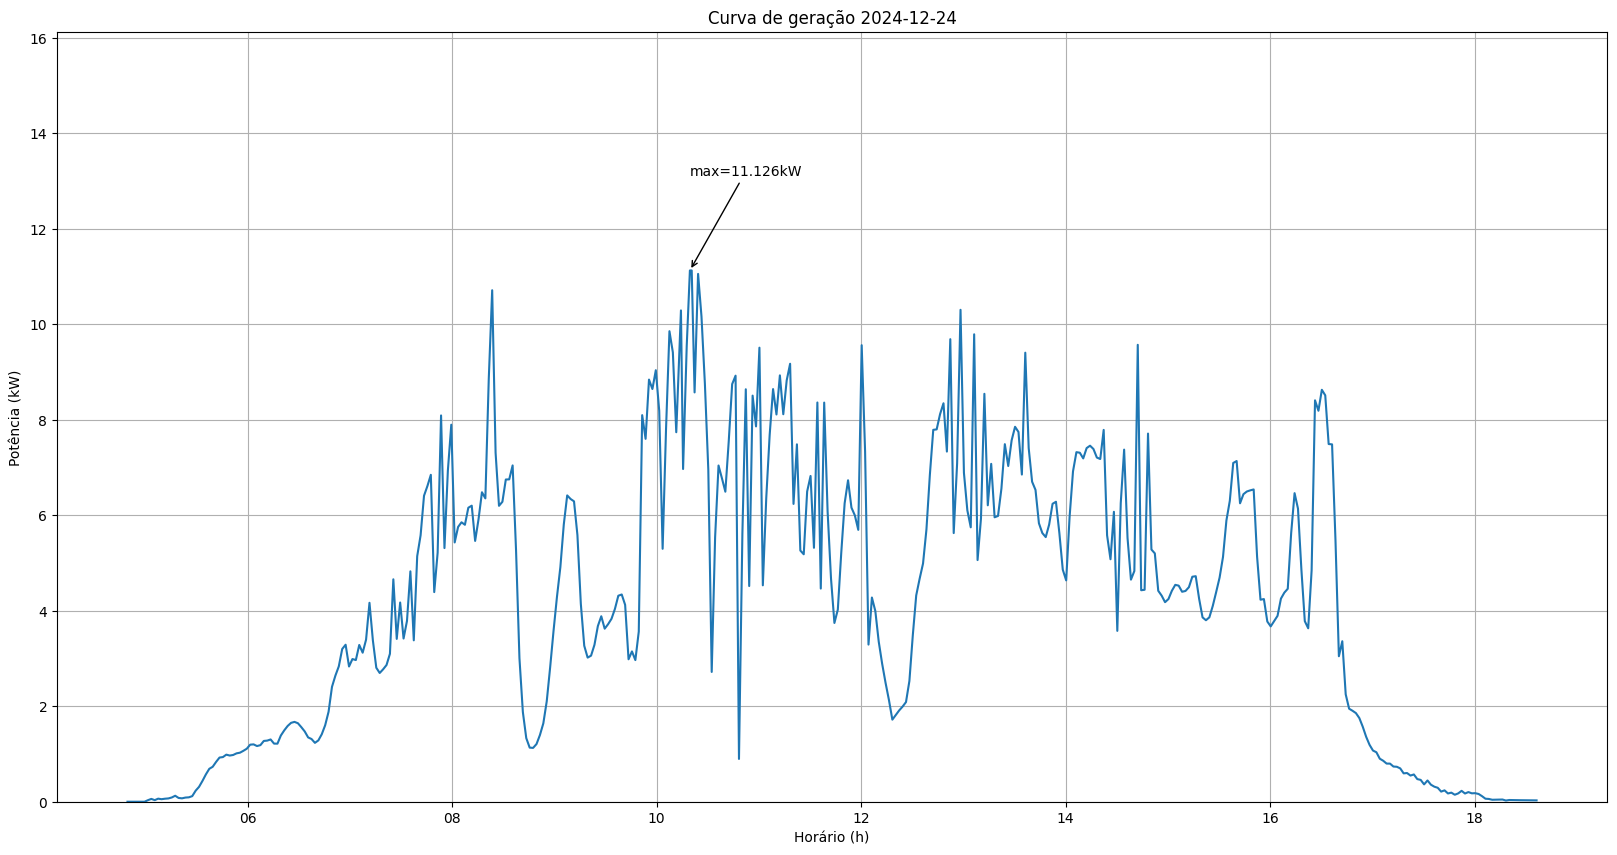 Curva de geração 2024-12-24
16
14
max=11.126kW
12
10
8
6
4
2
0
Potência (kW)
06 08 10 12 14 16 18
Horário (h)